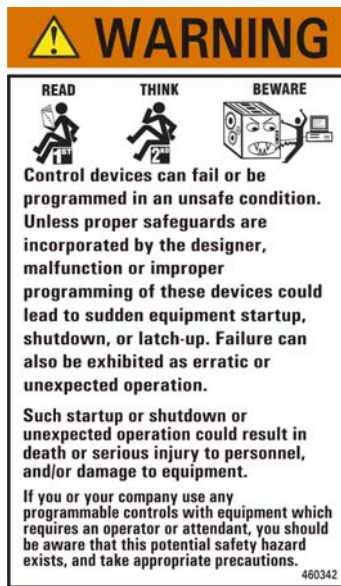 WARNING
READ THINK BEWARE
1ST 2ND
Control devices can fail or be
programmed in an unsafe condition.
Unless proper safeguards are
incorporated by the designer,
malfunction or improper
programming of these devices could
lead to sudden equipment startup,
shutdown, or latch-up. Failure can
also be exhibited as erratic or
unexpected operation.
Such startup or shutdown or
unexpected operation could result in
death or serious injury to personnel,
and/or damage to equipment.
If you or your company use any
programmable controls with equipment which
requires an operator or attendant, you should
be aware that this potential safety hazard
exists, and take appropriate precautions.
460342